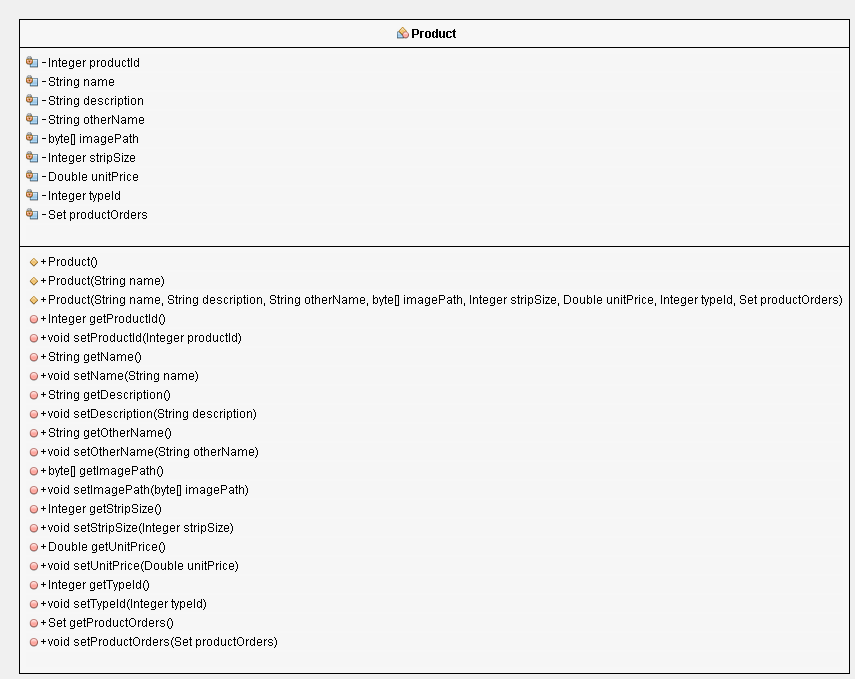 Product
-Integer productId
-String name
-String description
-String otherName
-byte[] imagePath
-Integer stripSize
-Double unitPrice
-Integer typeId
-Set productOrders
+Product()
+Product(String name)
+Product(String name, String description, String otherName, byte[] imagePath, Integer stripSize, Double unitPrice, Integer typeId, Set productOrders)
+Integer getProductId()
+void setProductId(Integer productId)
+String getName()
+void setName(String name)
+String getDescription()
+void setDescription(String description)
+String getOtherName()
+void setOtherName(String otherName)
+byte[] getImagePath()
+void setImagePath(byte[] imagePath)
+Integer getStripSize()
+void setStripSize(Integer stripSize)
+Double getUnitPrice()
+void setUnitPrice(Double unitPrice)
+Integer getTypeId()
+void setTypeId(Integer typeId)
+Set getProductOrders()
+void setProductOrders(Set productOrders)